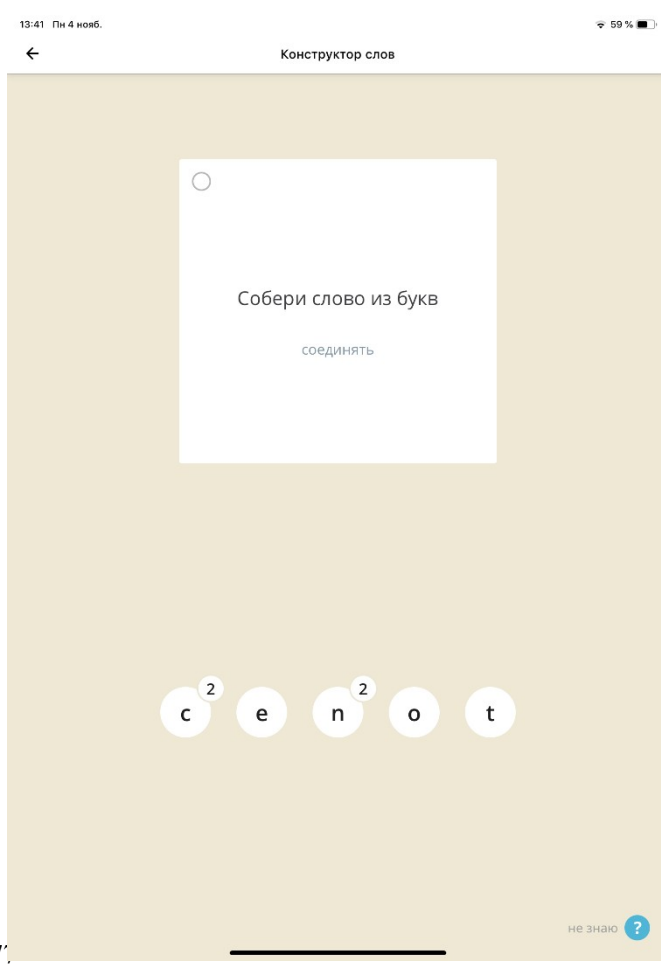 13:41 Пн 4 нояб. 59 %
Конструктор слов
Собери слово из букв
соединять
2 2
c e n o t
не знаю ?